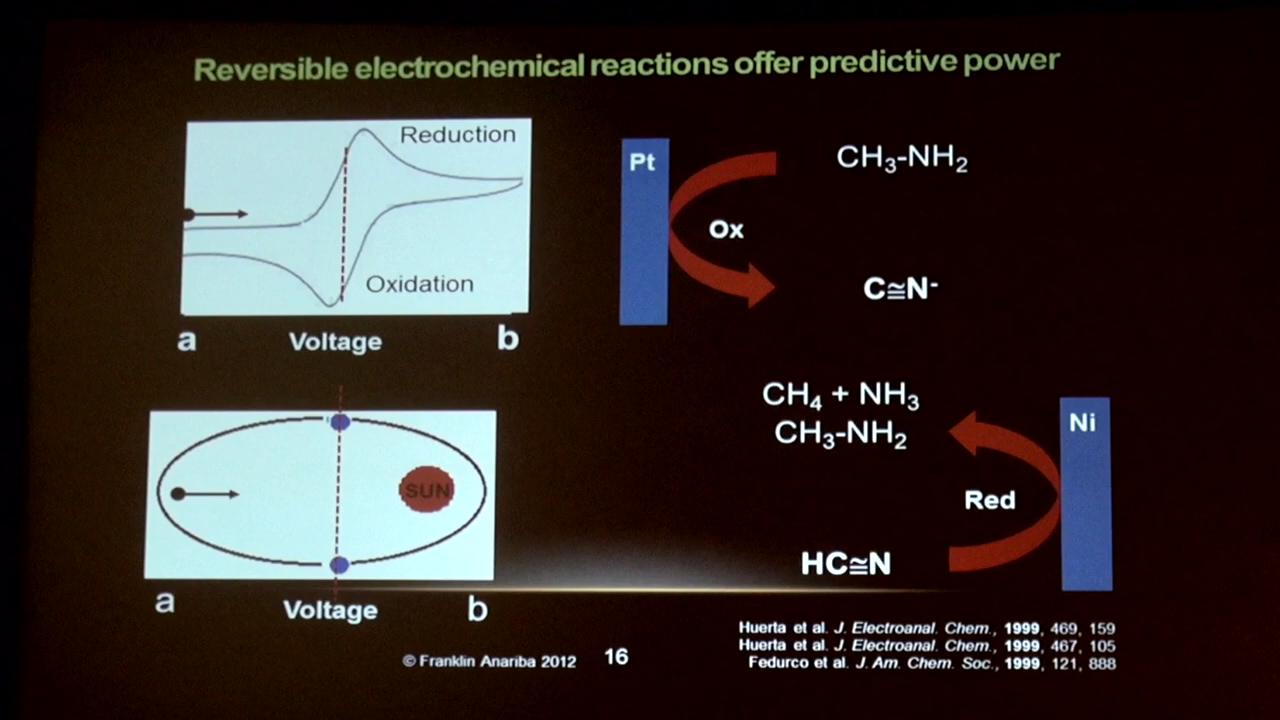 Reversible electrochemical reactions offer predictive power
Reduction
Oxidation
a Voltage b
Pt
Ox
CH₃-NH₂
C≅N⁻
SUN
a Voltage b
CH₄ + NH₃
CH₃-NH₂
Ni
Red
HC≅N
Huerta et al. J. Electroanal. Chem., 1999, 469, 159
Huerta et al. J. Electroanal. Chem., 1999, 467, 105
Fedurco et al. J. Am. Chem. Soc., 1999, 121, 888
© Franklin Anariba 2012 16